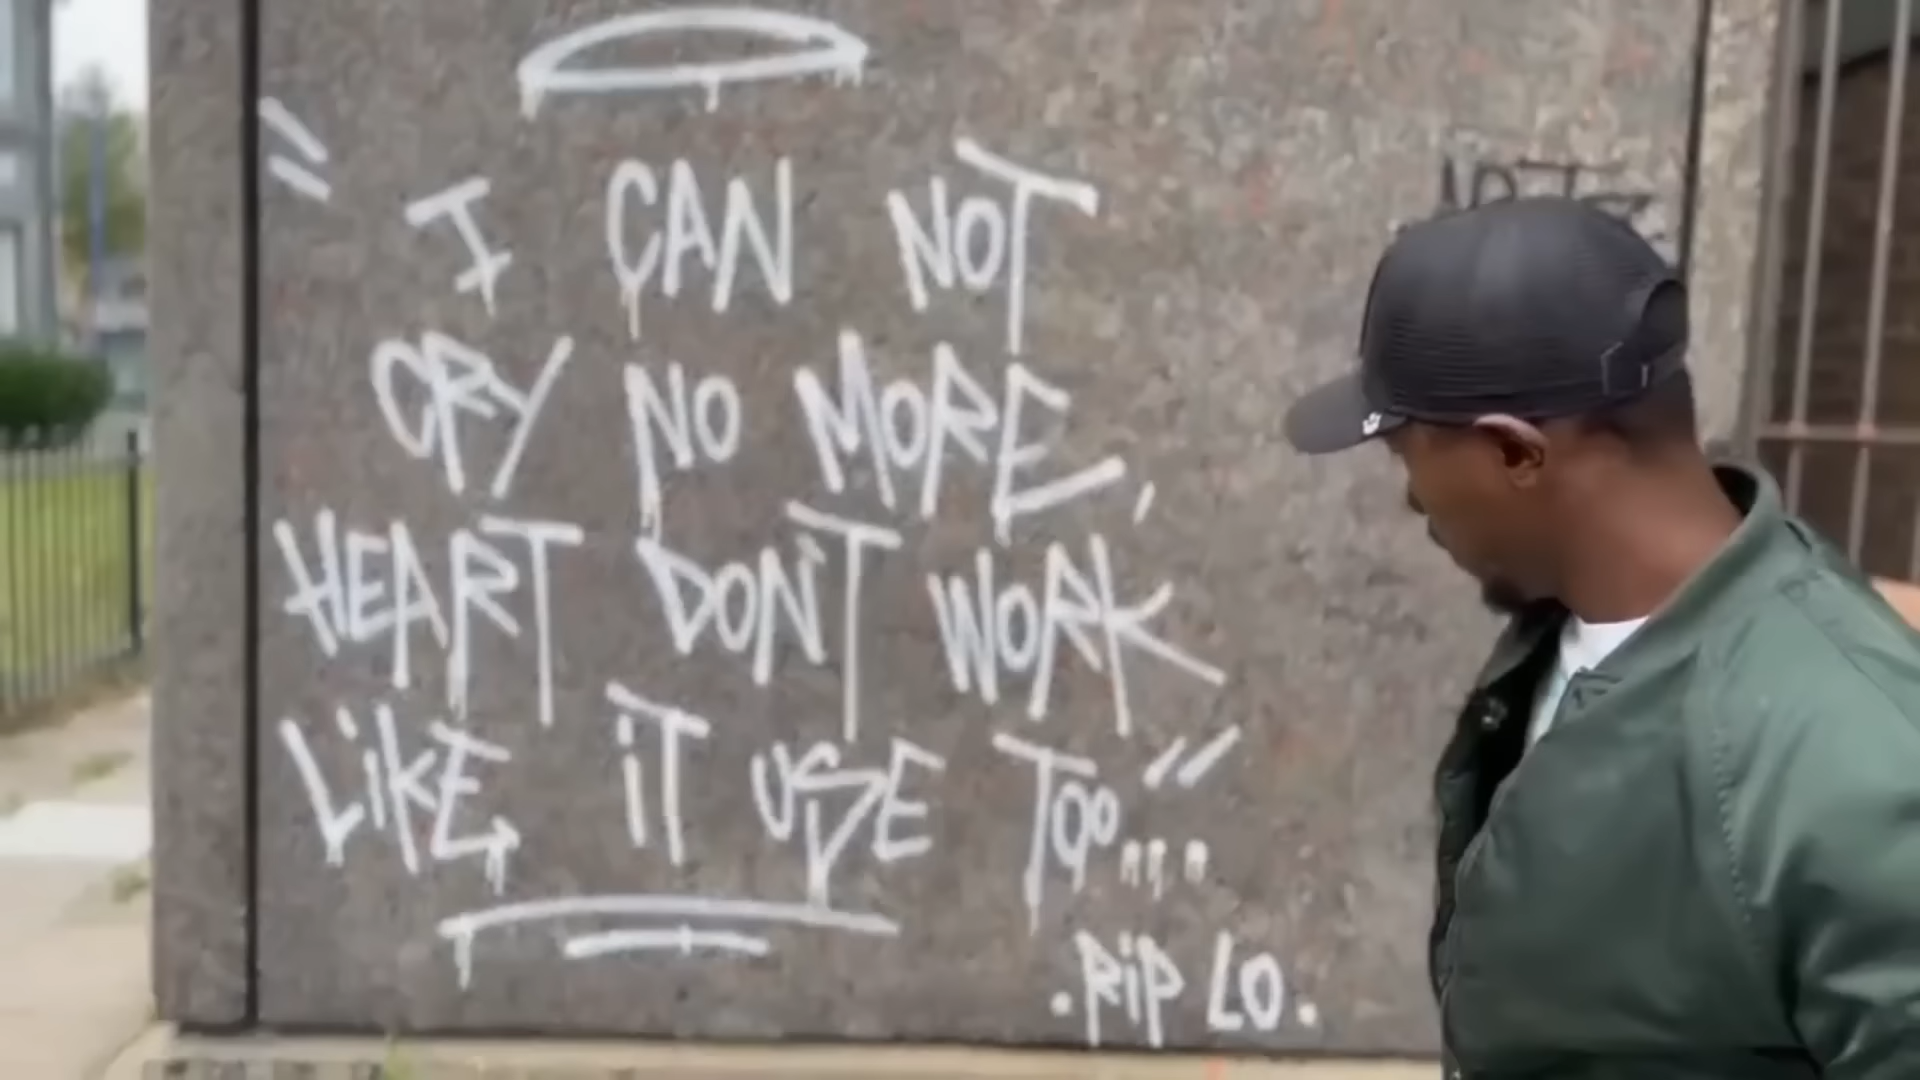 "I CAN NOT
CRY NO MORE,
HEART DON'T WORK
LiKE iT USE TOO"...
.RiP LO.